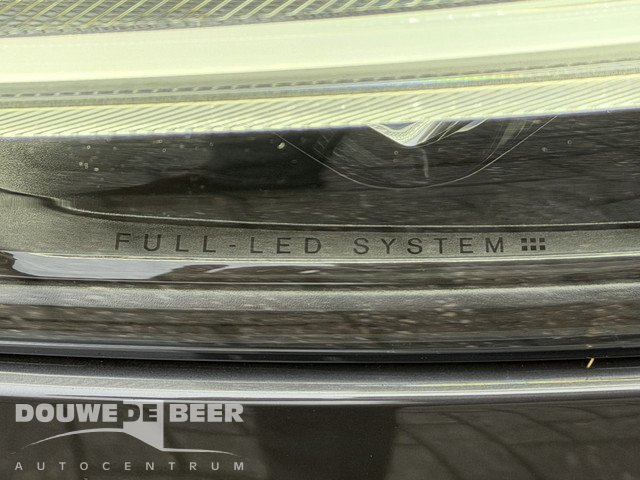 FULL-LED SYSTEM
DOUWE DE BEER
AUTOCENTRUM